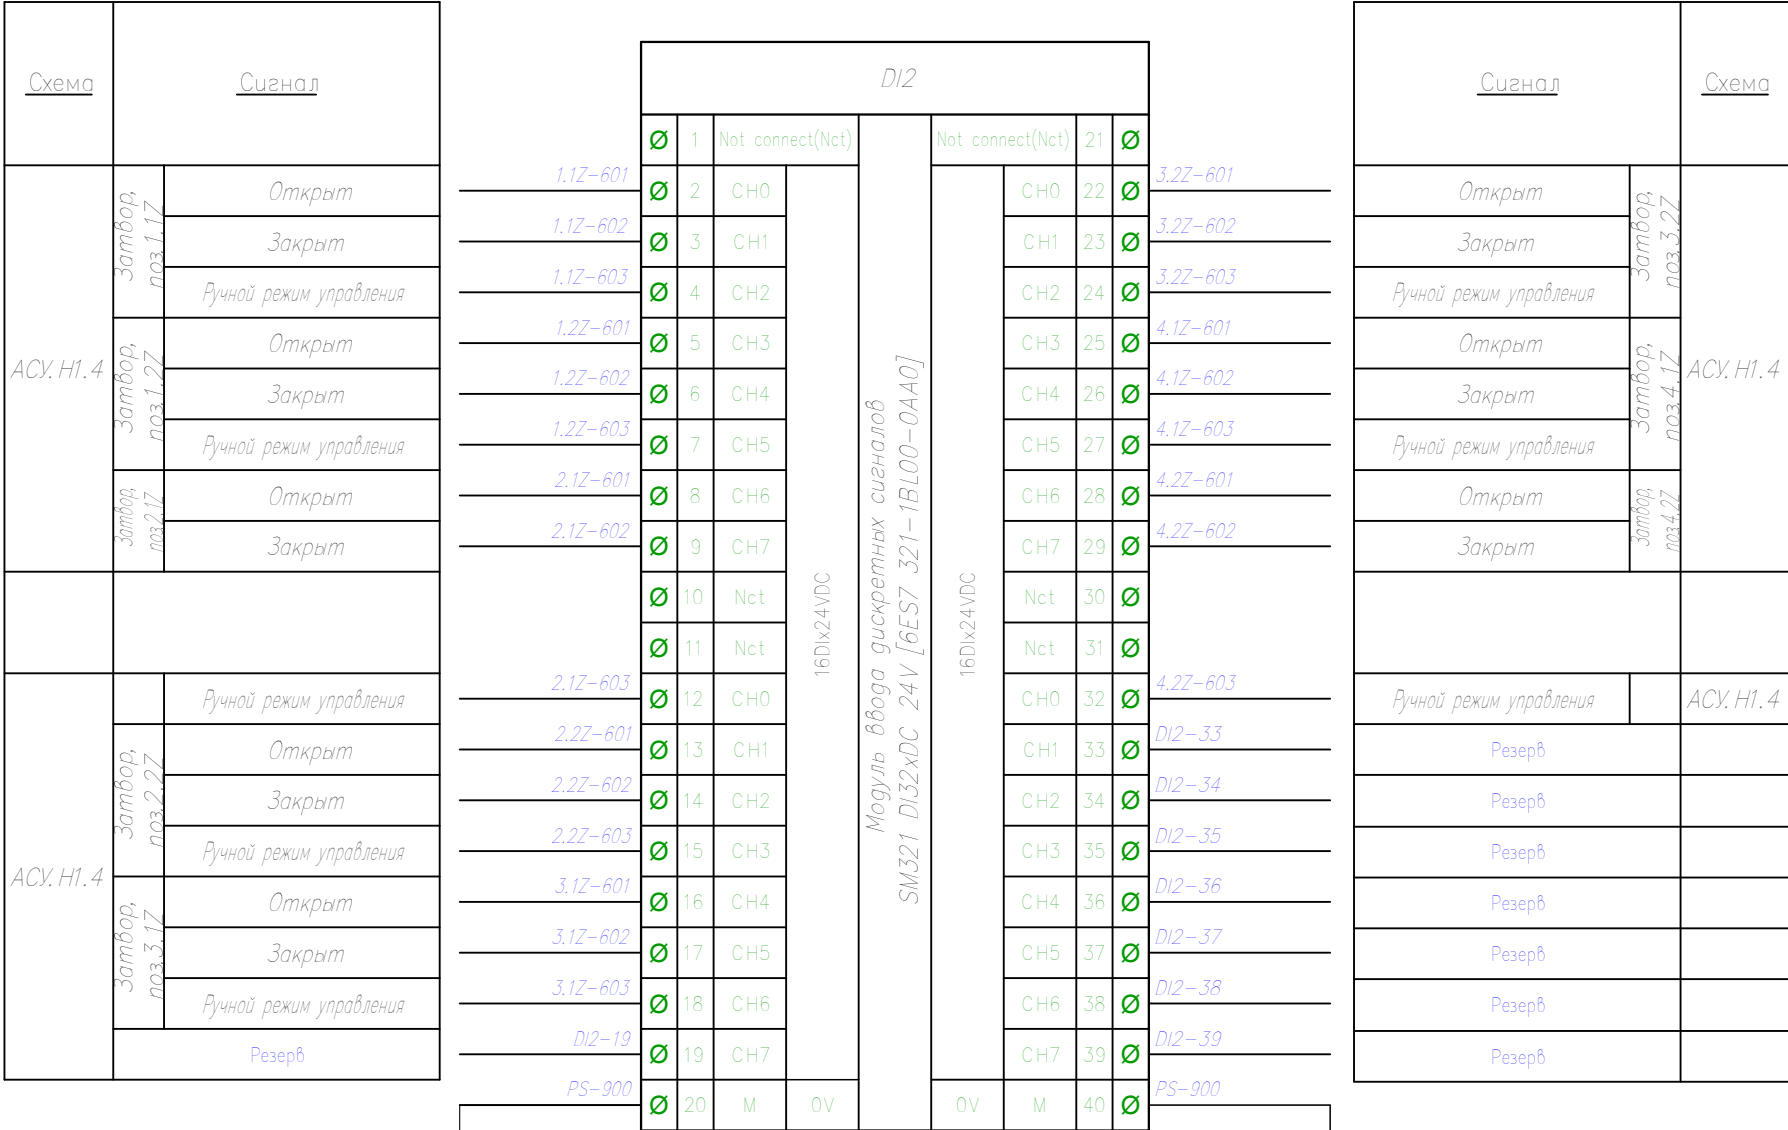 Схема
Сигнал
DI2
Сигнал
Схема
1 Not connect(Nct)
Not connect(Nct) 21
АСУ.Н1.4
Затвор,
поз.1.1Z
Открыт 1.1Z-601 2 CH0
Закрыт 1.1Z-602 3 CH1
Ручной режим управления 1.1Z-603 4 CH2
Затвор,
поз.1.2Z
Открыт 1.2Z-601 5 CH3
Закрыт 1.2Z-602 6 CH4
Ручной режим управления 1.2Z-603 7 CH5
Затвор,
поз.2.1Z
Открыт 2.1Z-601 8 CH6
Закрыт 2.1Z-602 9 CH7
10 Nct
11 Nct
АСУ.Н1.4
Ручной режим управления 2.1Z-603 12 CH0
Затвор,
поз.2.2Z
Открыт 2.2Z-601 13 CH1
Закрыт 2.2Z-602 14 CH2
Ручной режим управления 2.2Z-603 15 CH3
Затвор,
поз.3.1Z
Открыт 3.1Z-601 16 CH4
Закрыт 3.1Z-602 17 CH5
Ручной режим управления 3.1Z-603 18 CH6
Резерв DI2-19 19 CH7
PS-900 20 M 0V
16DIx24VDC
Модуль ввода дискретных сигналов
SM321 DI32xDC 24V [6ES7 321-1BL00-0AA0]
16DIx24VDC
CH0 22 3.2Z-601 Открыт
CH1 23 3.2Z-602 Закрыт
CH2 24 3.2Z-603 Ручной режим управления
Затвор,
поз.3.2Z
CH3 25 4.1Z-601 Открыт
CH4 26 4.1Z-602 Закрыт
CH5 27 4.1Z-603 Ручной режим управления
Затвор,
поз.4.1Z
CH6 28 4.2Z-601 Открыт
CH7 29 4.2Z-602 Закрыт
Затвор,
поз.4.2Z
АСУ.Н1.4
Nct 30
Nct 31
CH0 32 4.2Z-603 Ручной режим управления АСУ.Н1.4
CH1 33 DI2-33 Резерв
CH2 34 DI2-34 Резерв
CH3 35 DI2-35 Резерв
CH4 36 DI2-36 Резерв
CH5 37 DI2-37 Резерв
CH6 38 DI2-38 Резерв
CH7 39 DI2-39 Резерв
0V M 40 PS-900